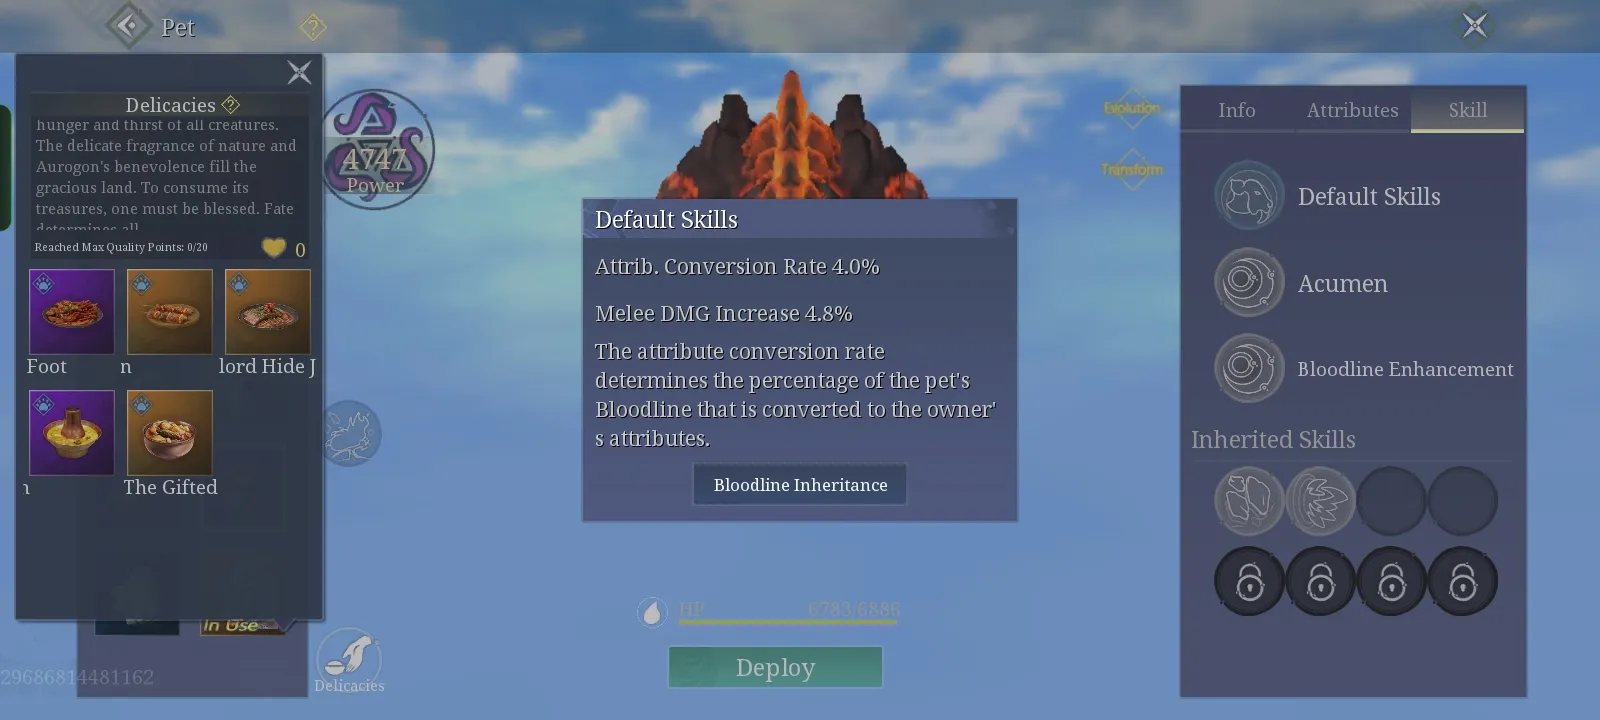 Pet
?
Delicacies ?
hunger and thirst of all creatures.
The delicate fragrance of nature and
Aurogon's benevolence fill the
gracious land. To consume its
treasures, one must be blessed. Fate
determines all.
Reached Max Quality Points: 0/20
0
Foot
n
lord Hide J
The Gifted
In Use
29686814481162
4747
Power
Delicacies
Default Skills
Attrib. Conversion Rate 4.0%
Melee DMG Increase 4.8%
The attribute conversion rate
determines the percentage of the pet's
Bloodline that is converted to the owner'
s attributes.
Bloodline Inheritance
HP 6783/6886
Deploy
Evolution
Transform
Info Attributes Skill
Default Skills
Acumen
Bloodline Enhancement
Inherited Skills